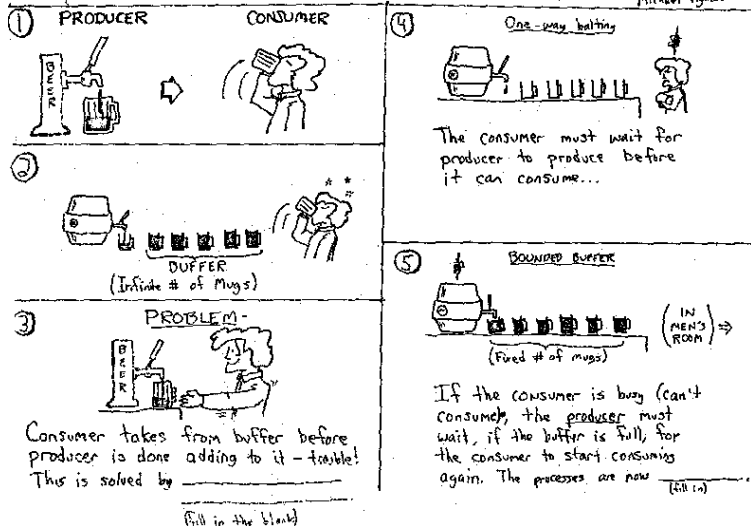 ① PRODUCER
CONSUMER
BEER
②
BUFFER
(Infinite # of Mugs)
③ PROBLEM-
BEER
Consumer takes from buffer before
producer is done adding to it - trouble!
This is solved by
(fill in the blank)
④ One-way halting
The consumer must wait for
producer to produce before
it can consume...
⑤ BOUNDED BUFFER
(Fixed # of mugs)
(IN
MEN'S
ROOM) ⇒
If the consumer is busy (can't
consume), the producer must
wait, if the buffer is full, for
the consumer to start consuming
again. The processes are now
(fill in)